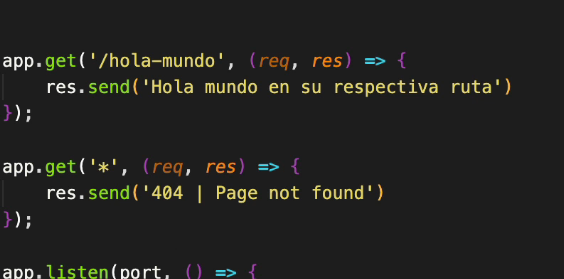 app.get('/hola-mundo', (req, res) => {
    res.send('Hola mundo en su respectiva ruta')
});
app.get('*', (req, res) => {
    res.send('404 | Page not found')
});
app.listen(port, () => {